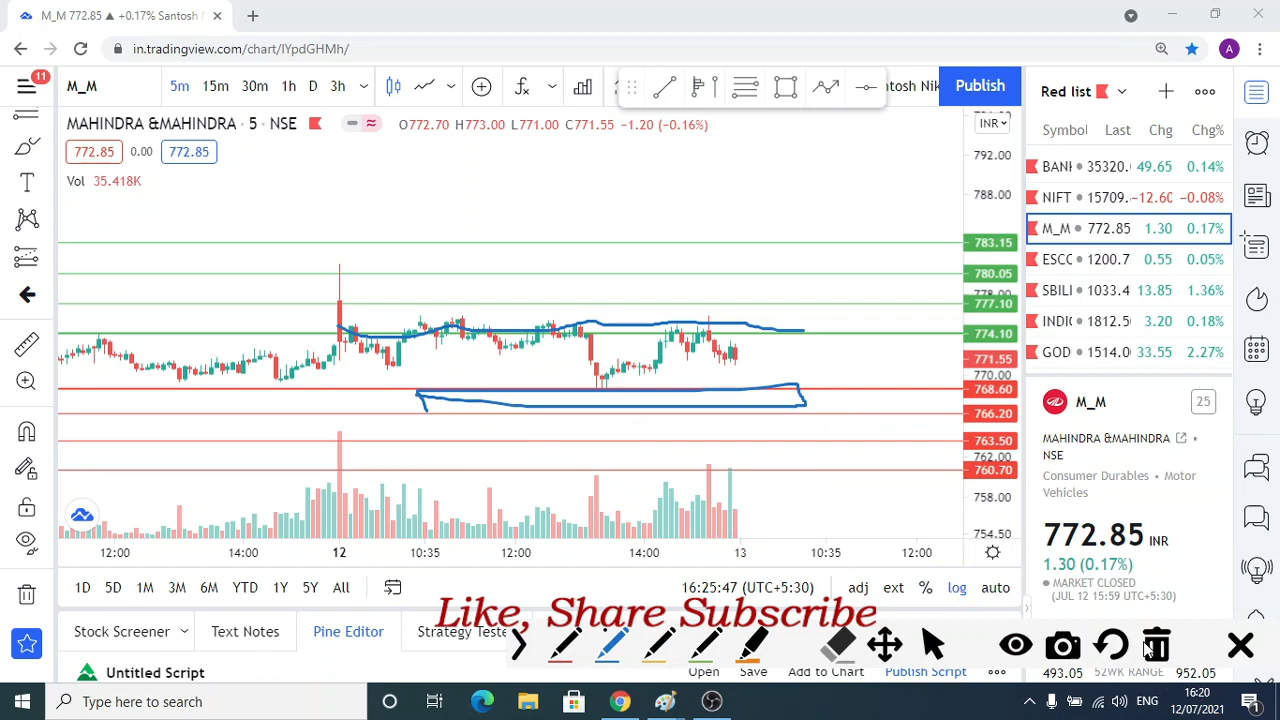 M_M 772.85 ▲ +0.17% Santosh
in.tradingview.com/chart/IYpdGHMh/
A
11
M_M 5m 15m 30m 1h D 3h
Publish
Red list
MAHINDRA &MAHINDRA · 5 · NSE O772.70 H773.00 L771.00 C771.55 −1.20 (−0.16%)
INR
772.85 0.00 772.85
Vol 35.418K
Symbol Last Chg Chg%
BANI 35320. 49.65 0.14%
NIFT 15709. −12.60 −0.08%
M_M 772.85 1.30 0.17%
ESCC 1200.7 0.55 0.05%
SBILI 1033.4 13.85 1.36%
INDIC 1812.5 3.20 0.18%
GOD 1514.0 33.55 2.27%
792.00
788.00
783.15
780.05
778.00
777.10
774.10
771.55
770.00
768.60
766.20
763.50
762.00
760.70
758.00
754.50
12:00 14:00 12 10:35 12:00 14:00 13 10:35 12:00
M_M
25
MAHINDRA &MAHINDRA
NSE
Consumer Durables • Motor
Vehicles
772.85 INR
1.30 (0.17%)
MARKET CLOSED
(JUL 12 15:59 UTC+5:30)
1D 5D 1M 3M 6M YTD 1Y 5Y All
16:25:47 (UTC+5:30) adj ext % log auto
Like, Share Subscribe
Stock Screener Text Notes Pine Editor Strategy Teste
Untitled Script
Open Save Add to Chart Publish Script
493.05 52WK RANGE 952.05
Type here to search
ENG
16:20
12/07/2021
1